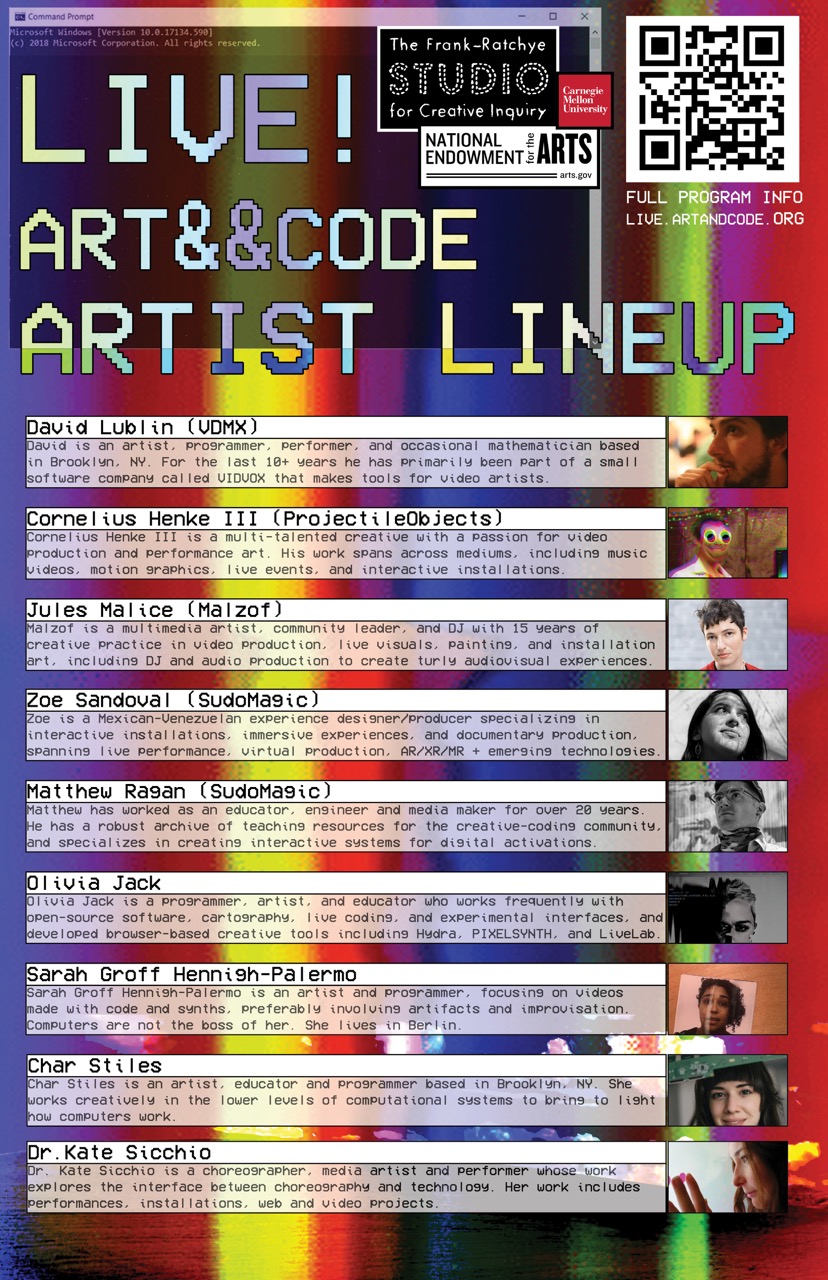 Command Prompt
Microsoft Windows [Version 10.0.17134.590]
(c) 2018 Microsoft Corporation. All rights reserved.
The Frank-Ratchye
STUDIO
for Creative Inquiry
Carnegie
Mellon
University
NATIONAL
ENDOWMENT
for the
ARTS
arts.gov
FULL PROGRAM INFO
LIVE.ARTANDCODE.ORG
LIVE!
ART&&CODE
ARTIST LINEUP
David Lublin (VDMX)
David is an artist, programmer, performer, and occasional mathematician based
in Brooklyn, NY. For the last 10+ years he has primarily been part of a small
software company called VIDVOX that makes tools for video artists.
Cornelius Henke III (ProjectileObjects)
Cornelius Henke III is a multi-talented creative with a passion for video
production and performance art. His work spans across mediums, including music
videos, motion graphics, live events, and interactive installations.
Jules Malice (Malzof)
Malzof is a multimedia artist, community leader, and DJ with 15 years of
creative practice in video production, live visuals, painting, and installation
art, including DJ and audio production to create turly audiovisual experiences.
Zoe Sandoval (SudoMagic)
Zoe is a Mexican-Venezuelan experience designer/producer specializing in
interactive installations, immersive experiences, and documentary production,
spanning live performance, virtual production, AR/XR/MR + emerging technologies.
Matthew Ragan (SudoMagic)
Matthew has worked as an educator, engineer and media maker for over 20 years.
He has a robust archive of teaching resources for the creative-coding community,
and specializes in creating interactive systems for digital activations.
Olivia Jack
Olivia Jack is a programmer, artist, and educator who works frequently with
open-source software, cartography, live coding, and experimental interfaces, and
developed browser-based creative tools including Hydra, PIXELSYNTH, and LiveLab.
Sarah Groff Hennigh-Palermo
Sarah Groff Hennigh-Palermo is an artist and programmer, focusing on videos
made with code and synths, preferably involving artifacts and improvisation.
Computers are not the boss of her. She lives in Berlin.
Char Stiles
Char Stiles is an artist, educator and programmer based in Brooklyn, NY. She
works creatively in the lower levels of computational systems to bring to light
how computers work.
Dr.Kate Sicchio
Dr. Kate Sicchio is a choreographer, media artist and performer whose work
explores the interface between choreography and technology. Her work includes
performances, installations, web and video projects.